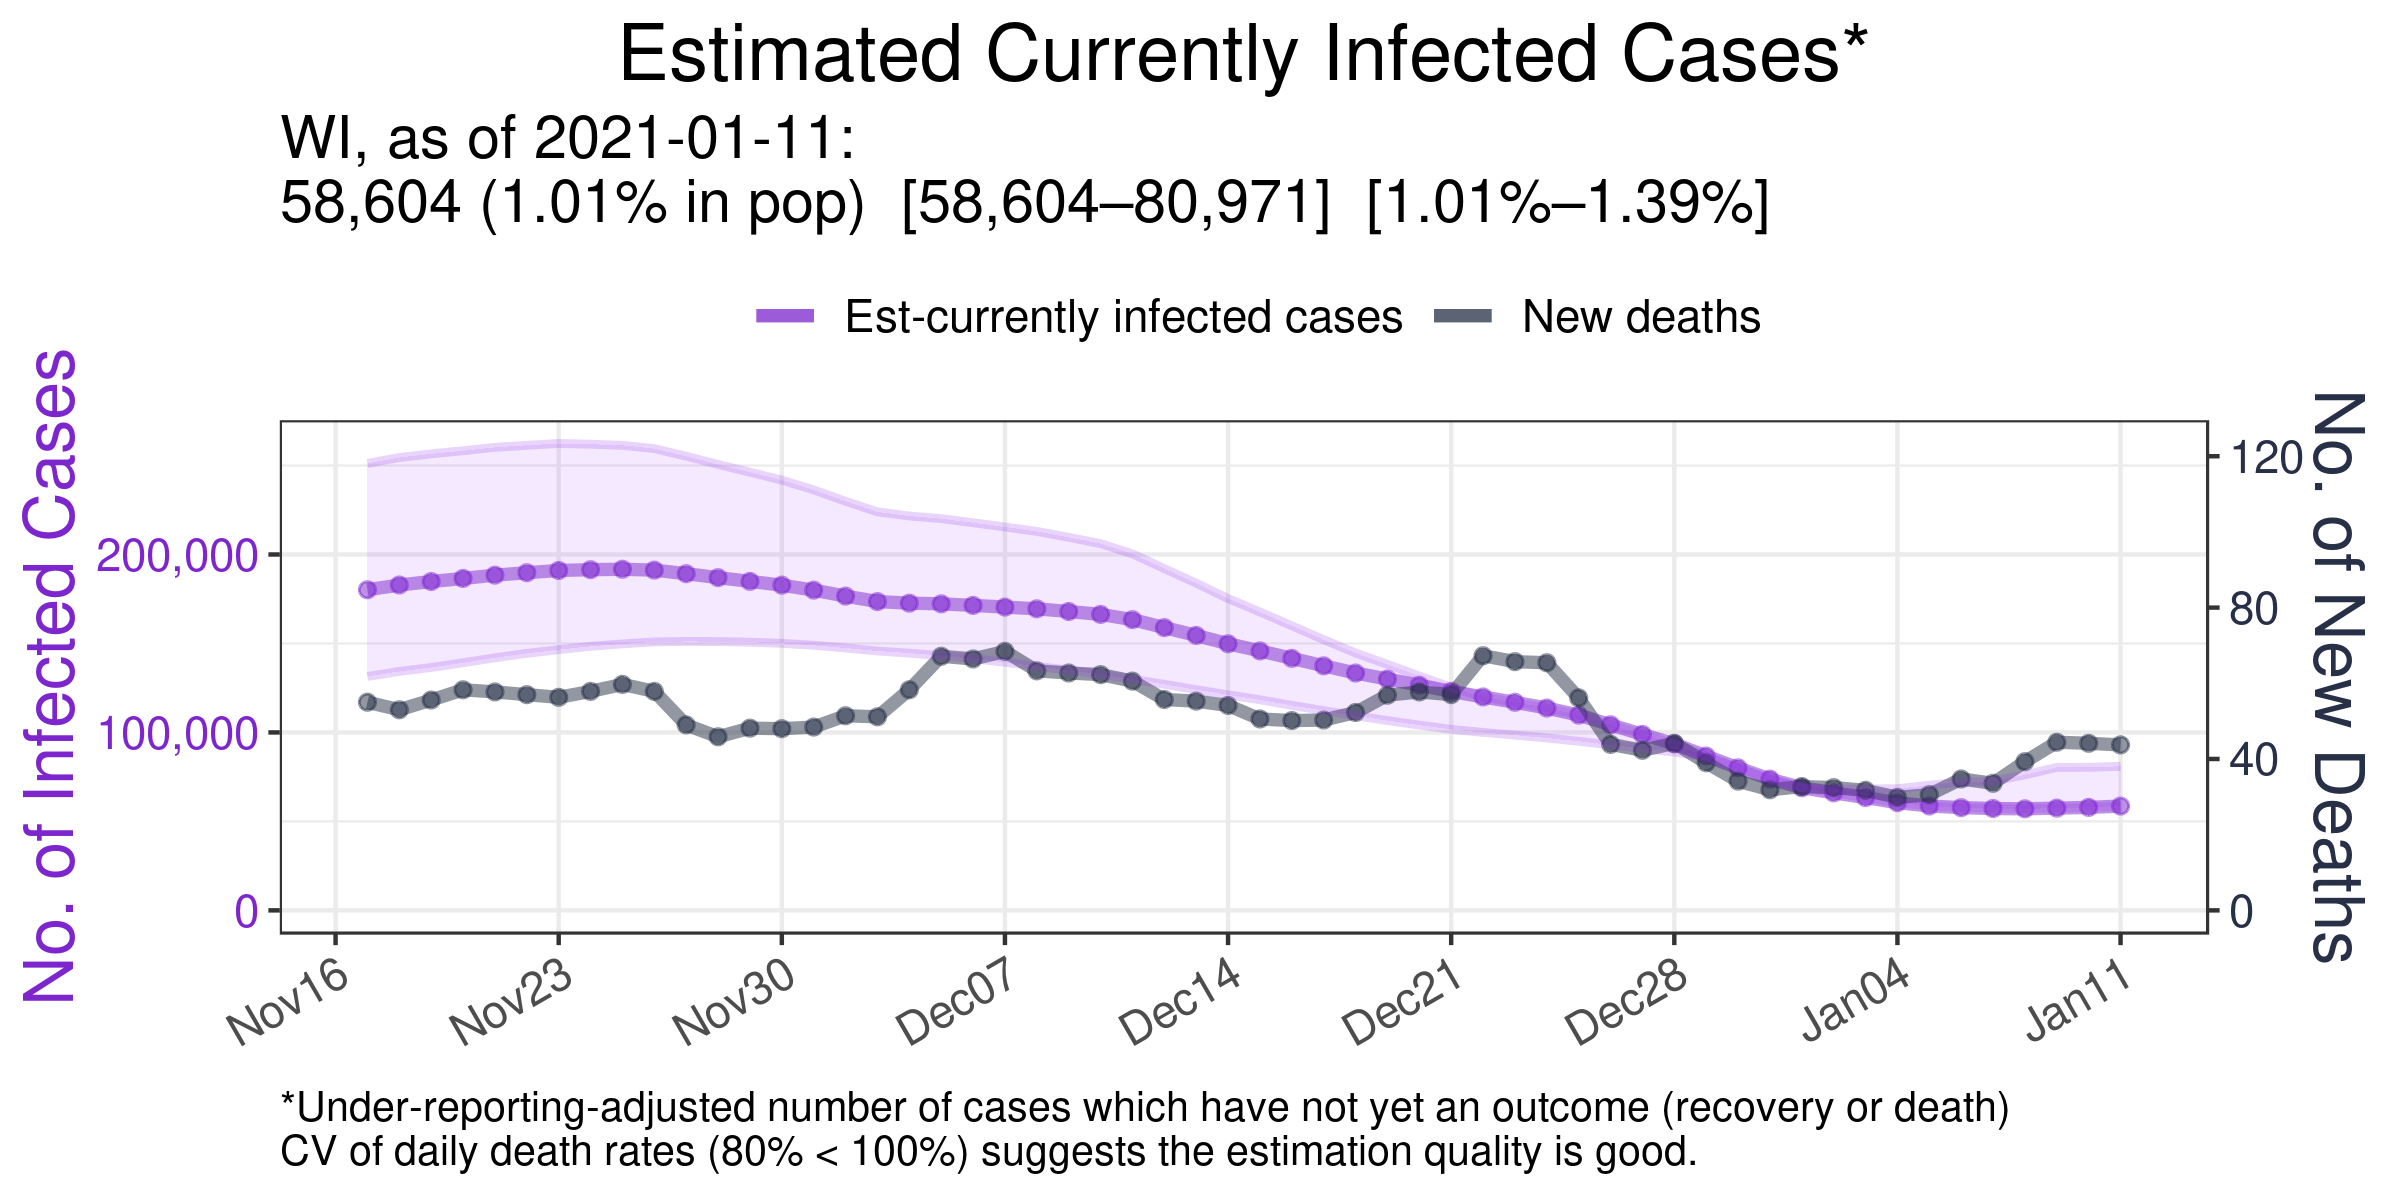 Estimated Currently Infected Cases*
WI, as of 2021-01-11:
58,604 (1.01% in pop)  [58,604–80,971]  [1.01%–1.39%]
Est-currently infected cases
New deaths
No. of Infected Cases
200,000
100,000
0
120
80
40
0
No. of New Deaths
Nov16
Nov23
Nov30
Dec07
Dec14
Dec21
Dec28
Jan04
Jan11
*Under-reporting-adjusted number of cases which have not yet an outcome (recovery or death)
CV of daily death rates (80% < 100%) suggests the estimation quality is good.